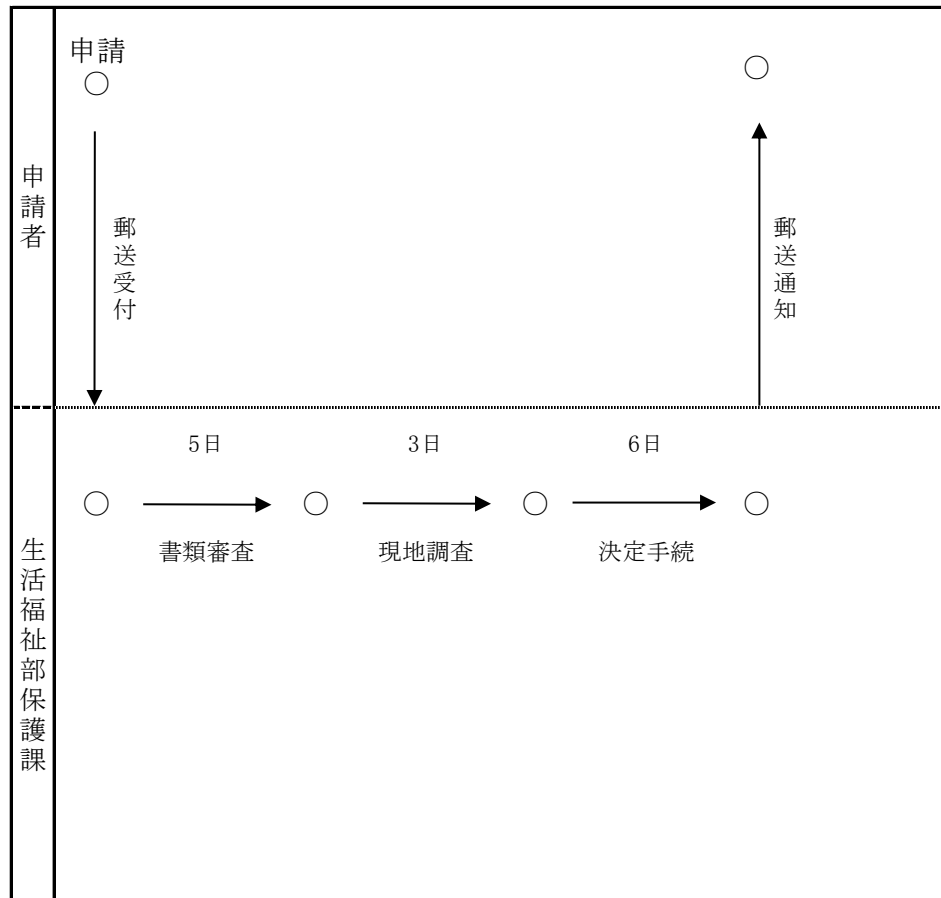 申請
申請者
郵送受付
郵送通知
5日
3日
6日
書類審査
現地調査
決定手続
生活福祉部保護課